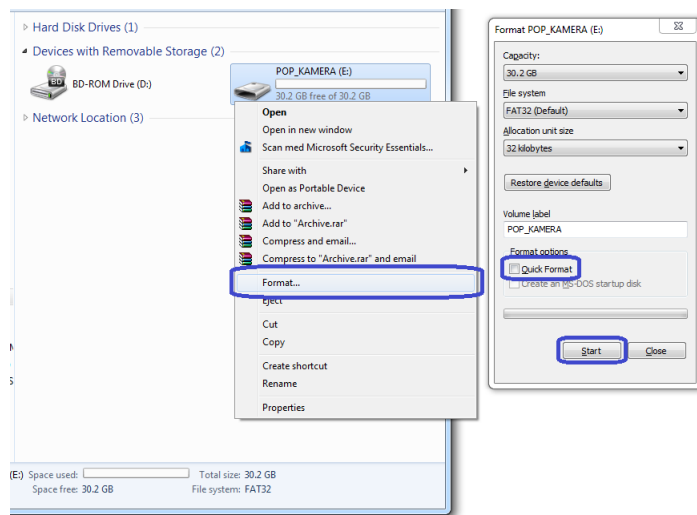 Hard Disk Drives (1)
Devices with Removable Storage (2)
BD
BD-ROM Drive (D:)
POP_KAMERA (E:)
30.2 GB free of 30.2 GB
Network Location (3)
Open
Open in new window
Scan med Microsoft Security Essentials...
Share with
Open as Portable Device
Add to archive...
Add to "Archive.rar"
Compress and email...
Compress to "Archive.rar" and email
Format...
Eject
Cut
Copy
Create shortcut
Rename
Properties
(E:) Space used: Total size: 30.2 GB
Space free: 30.2 GB File system: FAT32
Format POP_KAMERA (E:)
Capacity:
30.2 GB
File system
FAT32 (Default)
Allocation unit size
32 kilobytes
Restore device defaults
Volume label
POP_KAMERA
Format options
Quick Format
Create an MS-DOS startup disk
Start Close